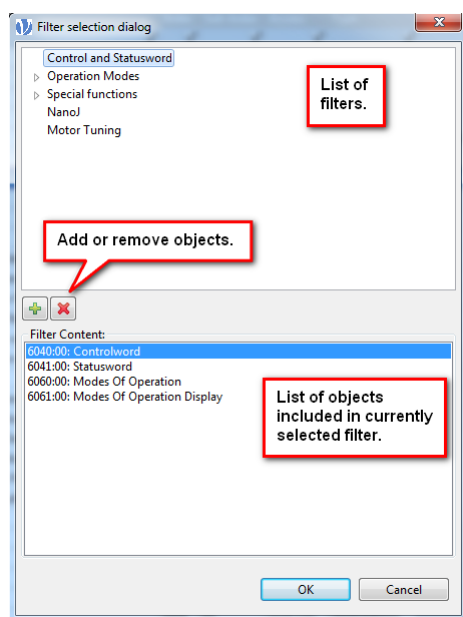 Filter selection dialog
Control and Statusword
Operation Modes
Special functions
NanoJ
Motor Tuning
List of
filters.
Add or remove objects.
Filter Content:
6040:00: Controlword
6041:00: Statusword
6060:00: Modes Of Operation
6061:00: Modes Of Operation Display
List of objects
included in currently
selected filter.
OK
Cancel